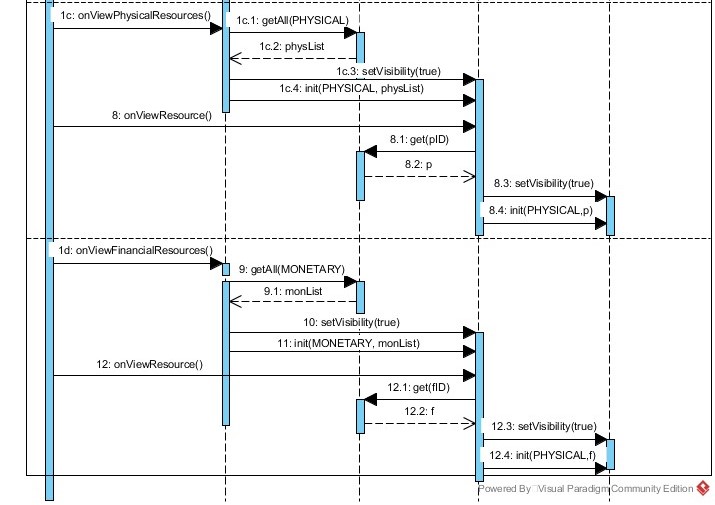 1c: onViewPhysicalResources()
1c.1: getAll(PHYSICAL)
1c.2: physList
1c.3: setVisibility(true)
1c.4: init(PHYSICAL, physList)
8: onViewResource()
8.1: get(pID)
8.2: p
8.3: setVisibility(true)
8.4: init(PHYSICAL,p)
1d: onViewFinancialResources()
9: getAll(MONETARY)
9.1: monList
10: setVisibility(true)
11: init(MONETARY, monList)
12: onViewResource()
12.1: get(fID)
12.2: f
12.3: setVisibility(true)
12.4: init(PHYSICAL,f)
Powered By Visual Paradigm Community Edition